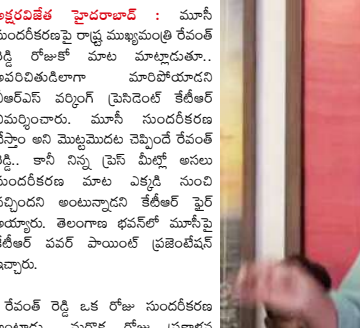 అక్షరవిజేత హైదరాబాద్ : మూసీ
సుందరీకరణపై రాష్ట్ర ముఖ్యమంత్రి రేవంత్
రెడ్డి రోజుకో మాట మాట్లాడుతూ..
అపరిచితుడిలాగా మారిపోయాడని
బీఆర్ఎస్ వర్కింగ్ ప్రెసిడెంట్ కేటీఆర్
విమర్శించారు. మూసీ సుందరీకరణ
చేస్తాం అని మొట్టమొదట చెప్పిందే రేవంత్
రెడ్డి.. కానీ నిన్న ప్రెస్ మీట్లో అసలు
సుందరీకరణ మాట ఎక్కడి నుంచి
వచ్చిందని అంటున్నాడని కేటీఆర్ ఫైర్
అయ్యారు. తెలంగాణ భవన్‌లో మూసీపై
కేటీఆర్ పవర్ పాయింట్ ప్రజెంటేషన్
ఇచ్చారు.
రేవంత్ రెడ్డి ఒక రోజు సుందరీకరణ